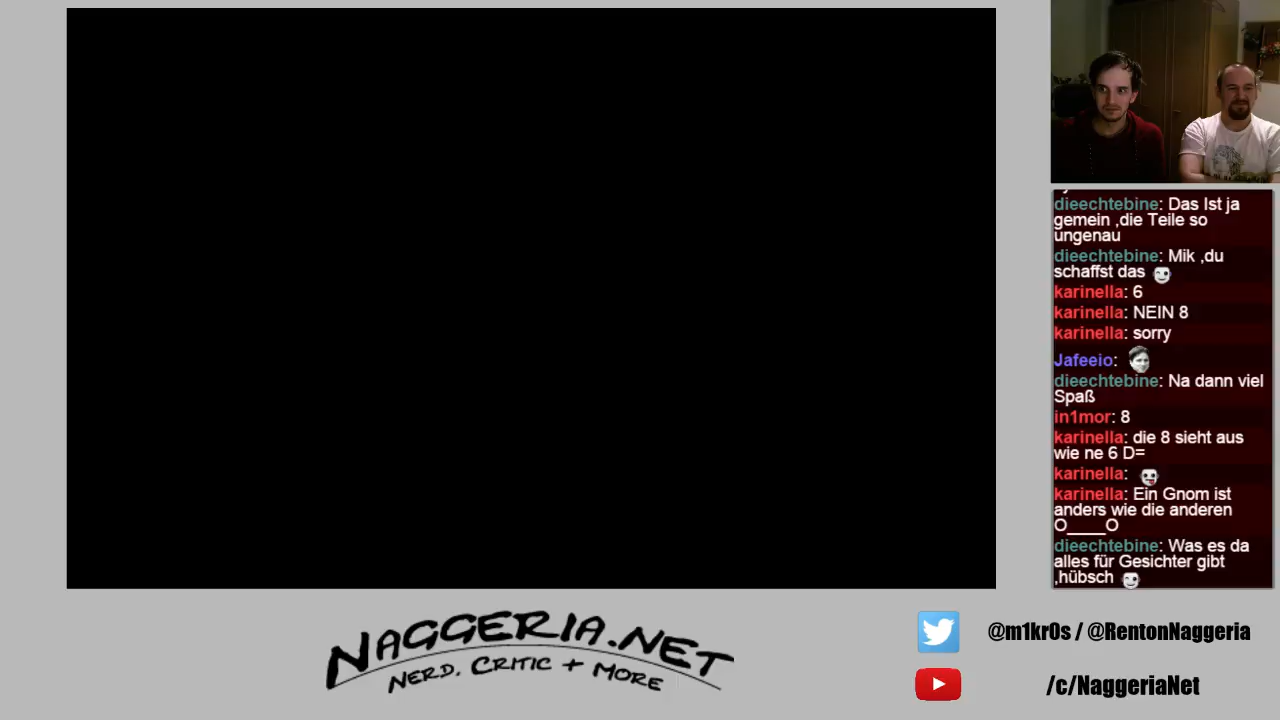 dieechtebine: Das Ist ja
gemein ,die Teile so
ungenau
dieechtebine: Mik ,du
schaffst das
karinella: 6
karinella: NEIN 8
karinella: sorry
Jafeeio:
dieechtebine: Na dann viel
Spaß
in1mor: 8
karinella: die 8 sieht aus
wie ne 6 D=
karinella:
karinella: Ein Gnom ist
anders wie die anderen
O____O
dieechtebine: Was es da
alles für Gesichter gibt
,hübsch
NAGGERIA.NET
NERD, CRITIC + MORE
@m1kr0s / @RentonNaggeria
/c/NaggeriaNet